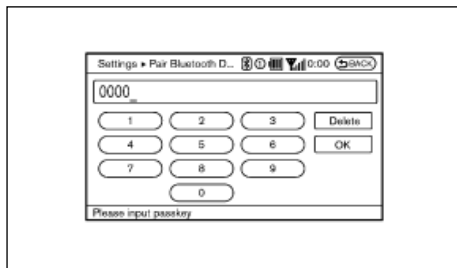 Settings ▸ Pair Bluetooth D... 0:00 BACK
0000_
1 2 3 Delete
4 5 6 OK
7 8 9
0
Please input passkey